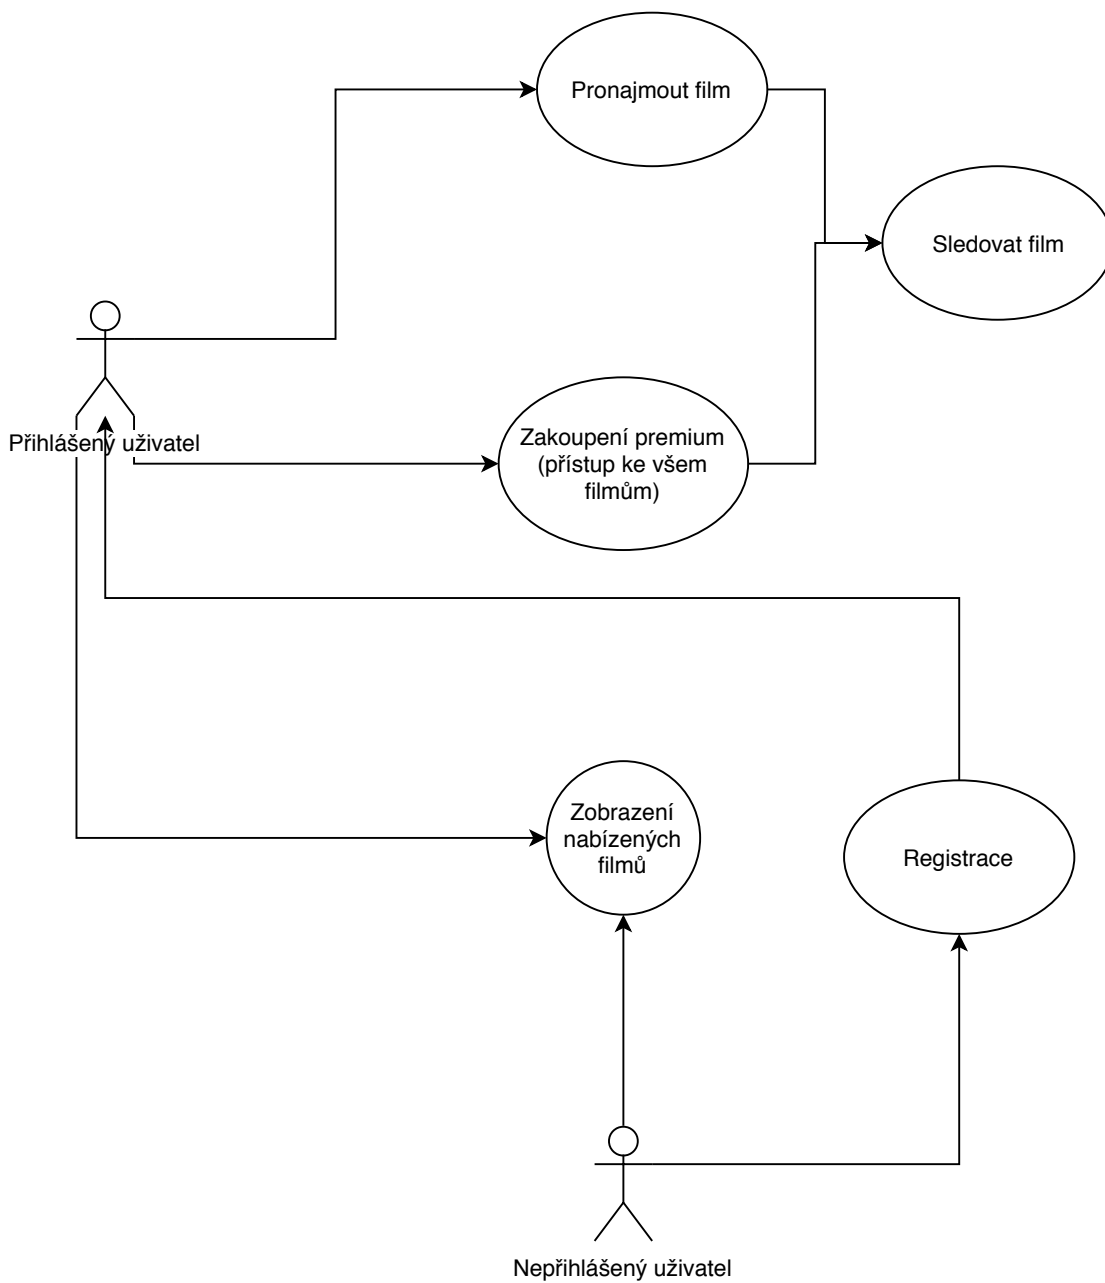 Pronajmout film
Sledovat film
Přihlášený uživatel
Zakoupení premium
(přístup ke všem
filmům)
Zobrazení
nabízených
filmů
Registrace
Nepřihlášený uživatel